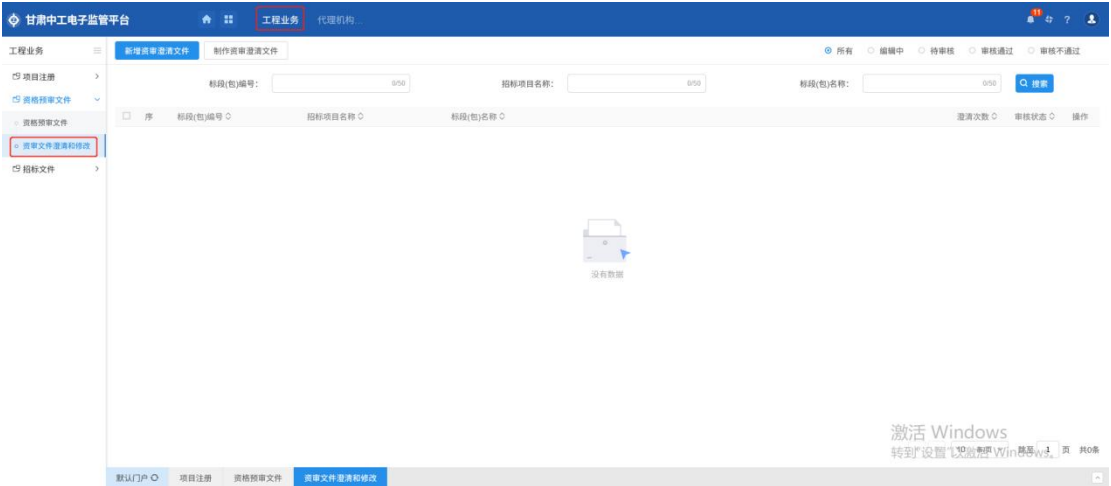 甘肃中工电子监管平台 工程业务 代理机构... 11 ?
工程业务 新增资审澄清文件 制作资审澄清文件 所有 编辑中 待审核 审核通过 审核不通过
项目注册
标段(包)编号： 0/50 招标项目名称： 0/50 标段(包)名称： 0/50 搜索
资格预审文件
资格预审文件
序 标段(包)编号 招标项目名称 标段(包)名称 澄清次数 审核状态 操作
资审文件澄清和修改
招标文件
没有数据
激活 Windows
转到"设置"以激活 Windows。
跳至 1 页 共0条
默认门户 项目注册 资格预审文件 资审文件澄清和修改